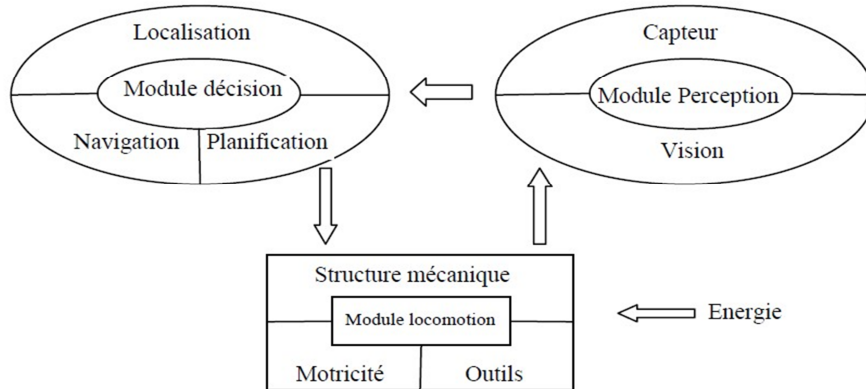 Localisation
Module décision
Navigation
Planification
Capteur
Module Perception
Vision
Structure mécanique
Module locomotion
Motricité
Outils
Energie